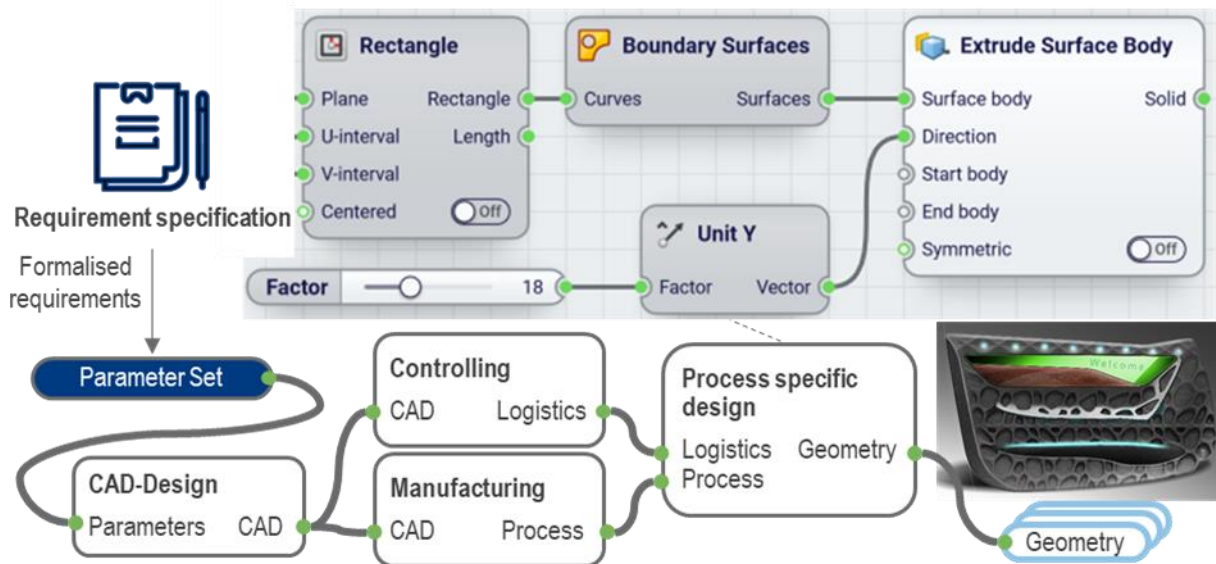 Rectangle
Plane Rectangle
U-interval Length
V-interval
Centered Off
Boundary Surfaces
Curves Surfaces
Extrude Surface Body
Surface body Solid
Direction
Start body
End body
Symmetric Off
Unit Y
Factor Vector
Factor 18
Requirement specification
Formalised
requirements
Parameter Set
CAD-Design
Parameters CAD
Controlling
CAD Logistics
Manufacturing
CAD Process
Process specific
design
Logistics Geometry
Process
Welcome
Geometry